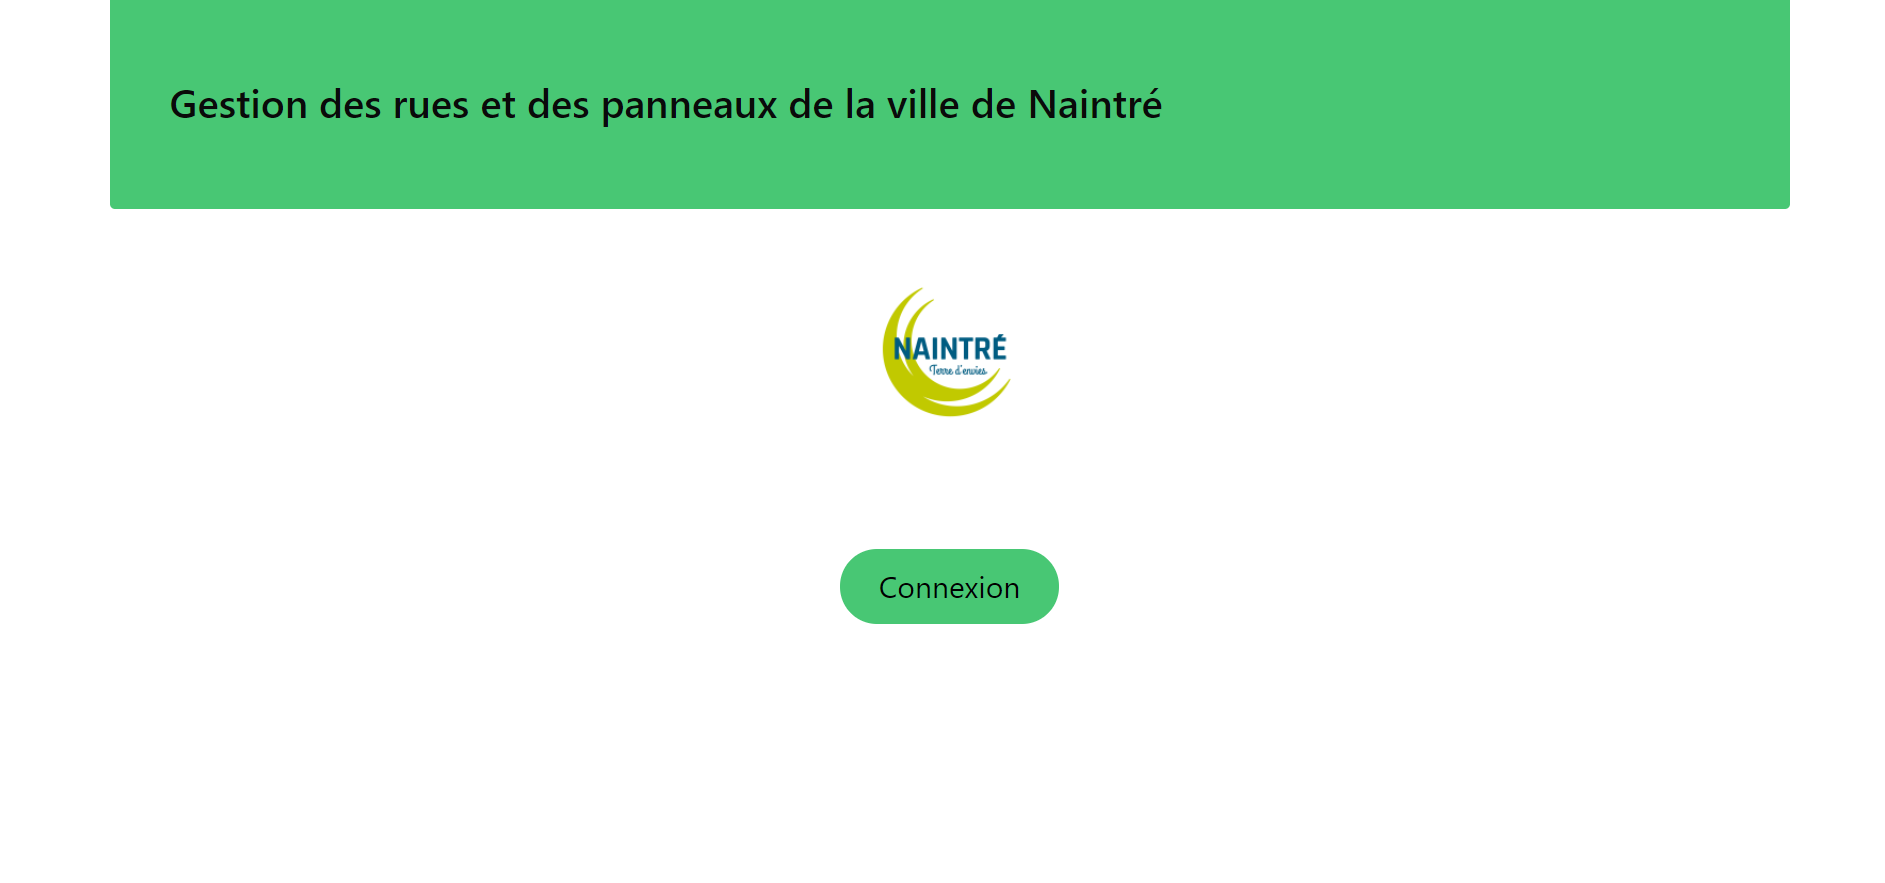 Gestion des rues et des panneaux de la ville de Naintré
NAINTRÉ
Terre d'envies
Connexion